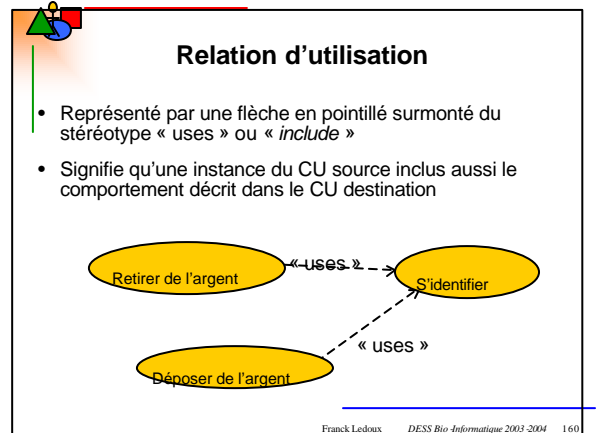 Relation d'utilisation
• Représenté par une flèche en pointillé surmonté du
stéréotype « uses » ou « include »
• Signifie qu'une instance du CU source inclus aussi le
comportement décrit dans le CU destination
« uses »
Retirer de l'argent
S'identifier
« uses »
Déposer de l'argent
Franck Ledoux DESS Bio-Informatique 2003-2004 160